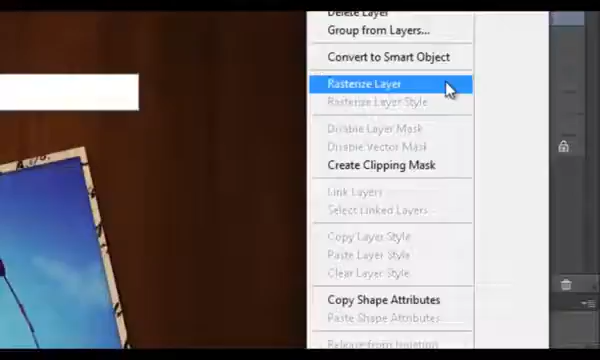 Delete Layer
Group from Layers...
Convert to Smart Object
Rasterize Layer
Rasterize Layer Style
Disable Layer Mask
Disable Vector Mask
Create Clipping Mask
Link Layers
Select Linked Layers
Copy Layer Style
Paste Layer Style
Clear Layer Style
Copy Shape Attributes
Paste Shape Attributes
Release from Isolation